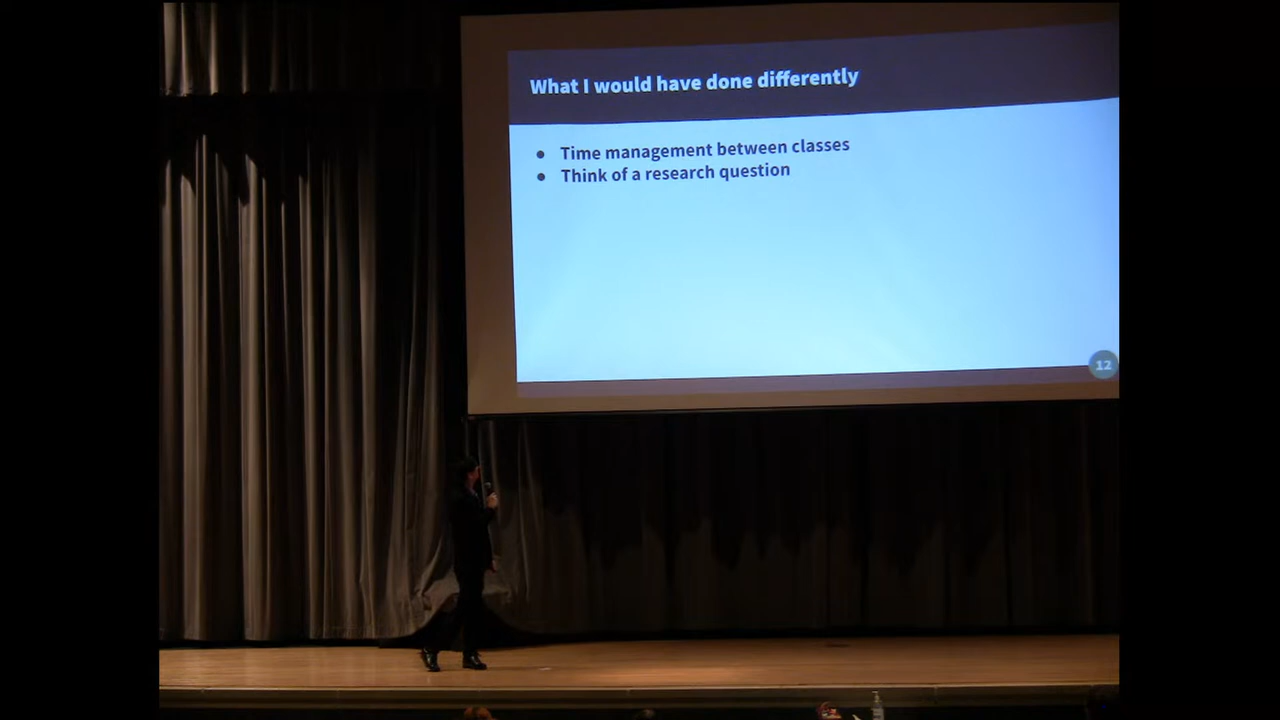 What I would have done differently
● Time management between classes
● Think of a research question
12